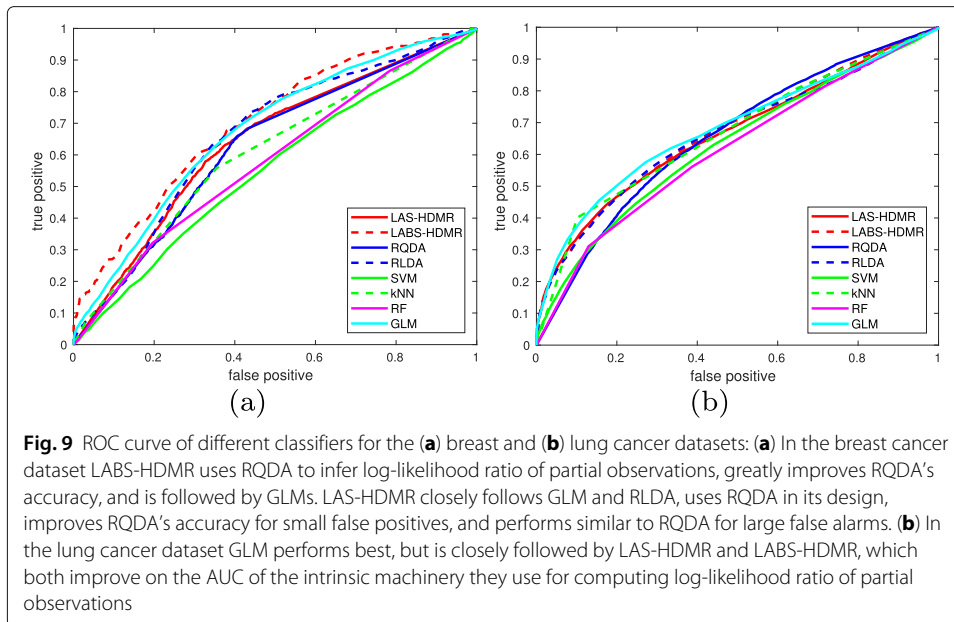 1
0.9
0.8
0.7
0.6
0.5
0.4
0.3
0.2
0.1
0
true positive
0 0.2 0.4 0.6 0.8 1
false positive
LAS-HDMR
LABS-HDMR
RQDA
RLDA
SVM
kNN
RF
GLM
(a)
1
0.9
0.8
0.7
0.6
0.5
0.4
0.3
0.2
0.1
0
true positive
0 0.2 0.4 0.6 0.8 1
false positive
LAS-HDMR
LABS-HDMR
RQDA
RLDA
SVM
kNN
RF
GLM
(b)
Fig. 9 ROC curve of different classifiers for the (a) breast and (b) lung cancer datasets: (a) In the breast cancer
dataset LABS-HDMR uses RQDA to infer log-likelihood ratio of partial observations, greatly improves RQDA's
accuracy, and is followed by GLMs. LAS-HDMR closely follows GLM and RLDA, uses RQDA in its design,
improves RQDA's accuracy for small false positives, and performs similar to RQDA for large false alarms. (b) In
the lung cancer dataset GLM performs best, but is closely followed by LAS-HDMR and LABS-HDMR, which
both improve on the AUC of the intrinsic machinery they use for computing log-likelihood ratio of partial
observations